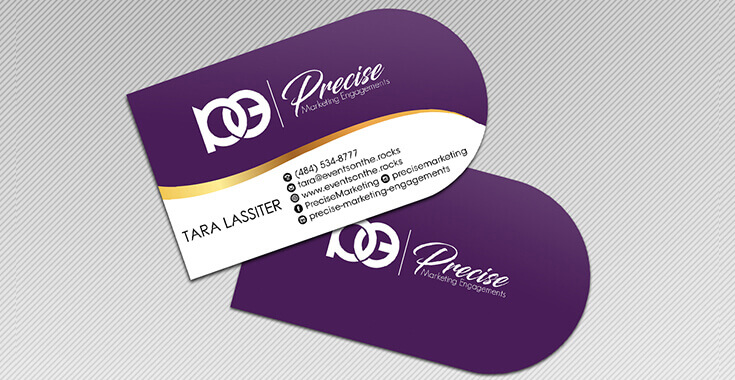 pe
Precise
Marketing Engagements
TARA LASSITER
(484) 534-8777
tara@eventsonthe.rocks
www.eventsonthe.rocks
PreciseMarketing precisemarketing
precise-marketing-engagements
pe
Precise
Marketing Engagements